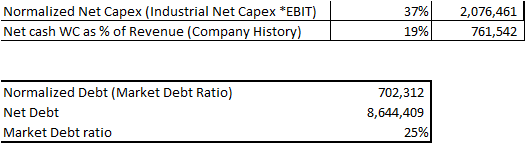 Normalized Net Capex (Industrial Net Capex *EBIT) 37% 2,076,461
Net cash WC as % of Revenue (Company History) 19% 761,542
Normalized Debt (Market Debt Ratio) 702,312
Net Debt 8,644,409
Market Debt ratio 25%